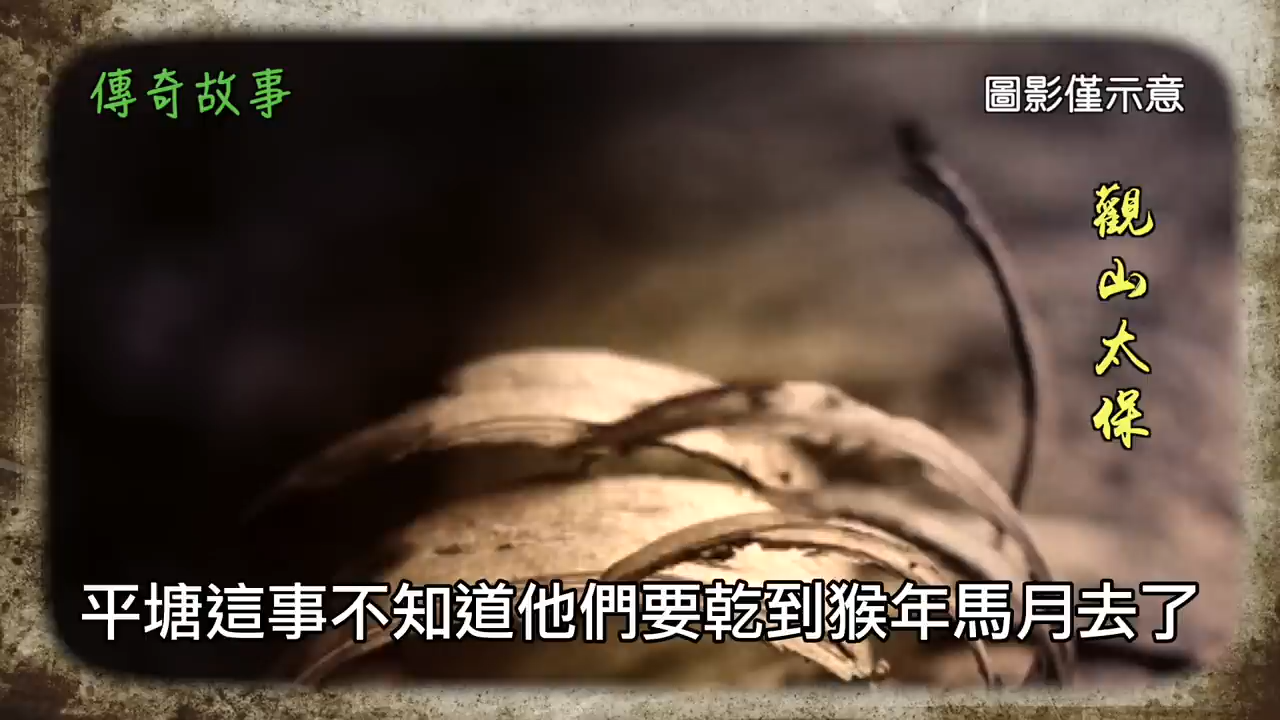 傳奇故事
圖影僅示意
觀山太保
平塘這事不知道他們要乾到猴年馬月去了